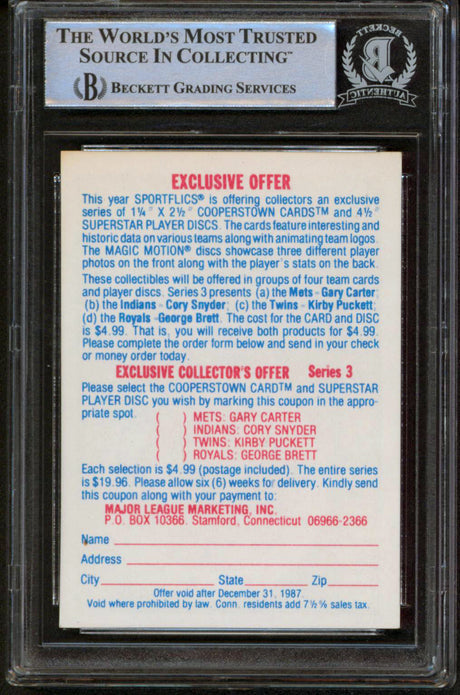 THE WORLD'S MOST TRUSTED
SOURCE IN COLLECTING™
B BECKETT GRADING SERVICES
BECKETT
B
AUTHENTIC
EXCLUSIVE OFFER
This year SPORTFLICS® is offering collectors an exclusive
series of 1¼" X 2½" COOPERSTOWN CARDS™ and 4½"
SUPERSTAR PLAYER DISCS. The cards feature interesting and
historic data on various teams along with animating team logos.
The MAGIC MOTION® discs showcase three different player
photos on the front along with the player's stats on the back.
These collectibles will be offered in groups of four team cards
and player discs. Series 3 presents (a) the Mets - Gary Carter;
(b) the Indians - Cory Snyder; (c) the Twins - Kirby Puckett;
(d) the Royals - George Brett. The cost for the CARD and DISC
is $4.99. That is, you will receive both products for $4.99.
Please complete the order form below and send in your check
or money order today.
EXCLUSIVE COLLECTOR'S OFFER Series 3
Please select the COOPERSTOWN CARD™ and SUPERSTAR
PLAYER DISC you wish by marking this coupon in the appro-
priate spot. ( ) METS: GARY CARTER
( ) INDIANS: CORY SNYDER
( ) TWINS: KIRBY PUCKETT
( ) ROYALS: GEORGE BRETT
Each selection is $4.99 (postage included). The entire series
is $19.96. Please allow six (6) weeks for delivery. Kindly send
this coupon along with your payment to:
MAJOR LEAGUE MARKETING, INC.
P.O. BOX 10366, Stamford, Connecticut 06966-2366
Name
Address
City State Zip
Offer void after December 31, 1987.
Void where prohibited by law. Conn. residents add 7½% sales tax.